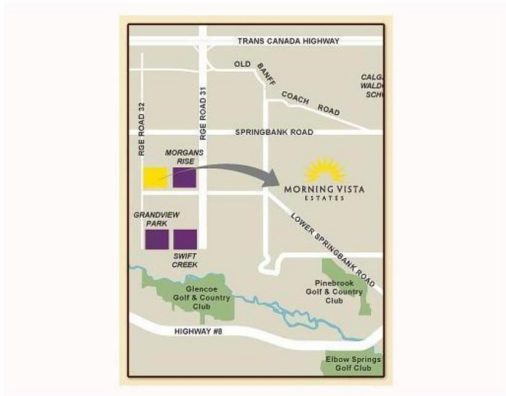 TRANS CANADA HIGHWAY
OLD BANFF
COACH ROAD
SCH
RGE ROAD 32
RGE ROAD 31
SPRINGBANK ROAD
MORGANS
RISE
MORNING VISTA
ESTATES
GRANDVIEW
PARK
SWIFT
CREEK
LOWER SPRINGBANK ROAD
Glencoe
Golf & Country
Club
Pinebrook
Golf & Country
Club
HIGHWAY #8
Elbow Springs
Golf Club